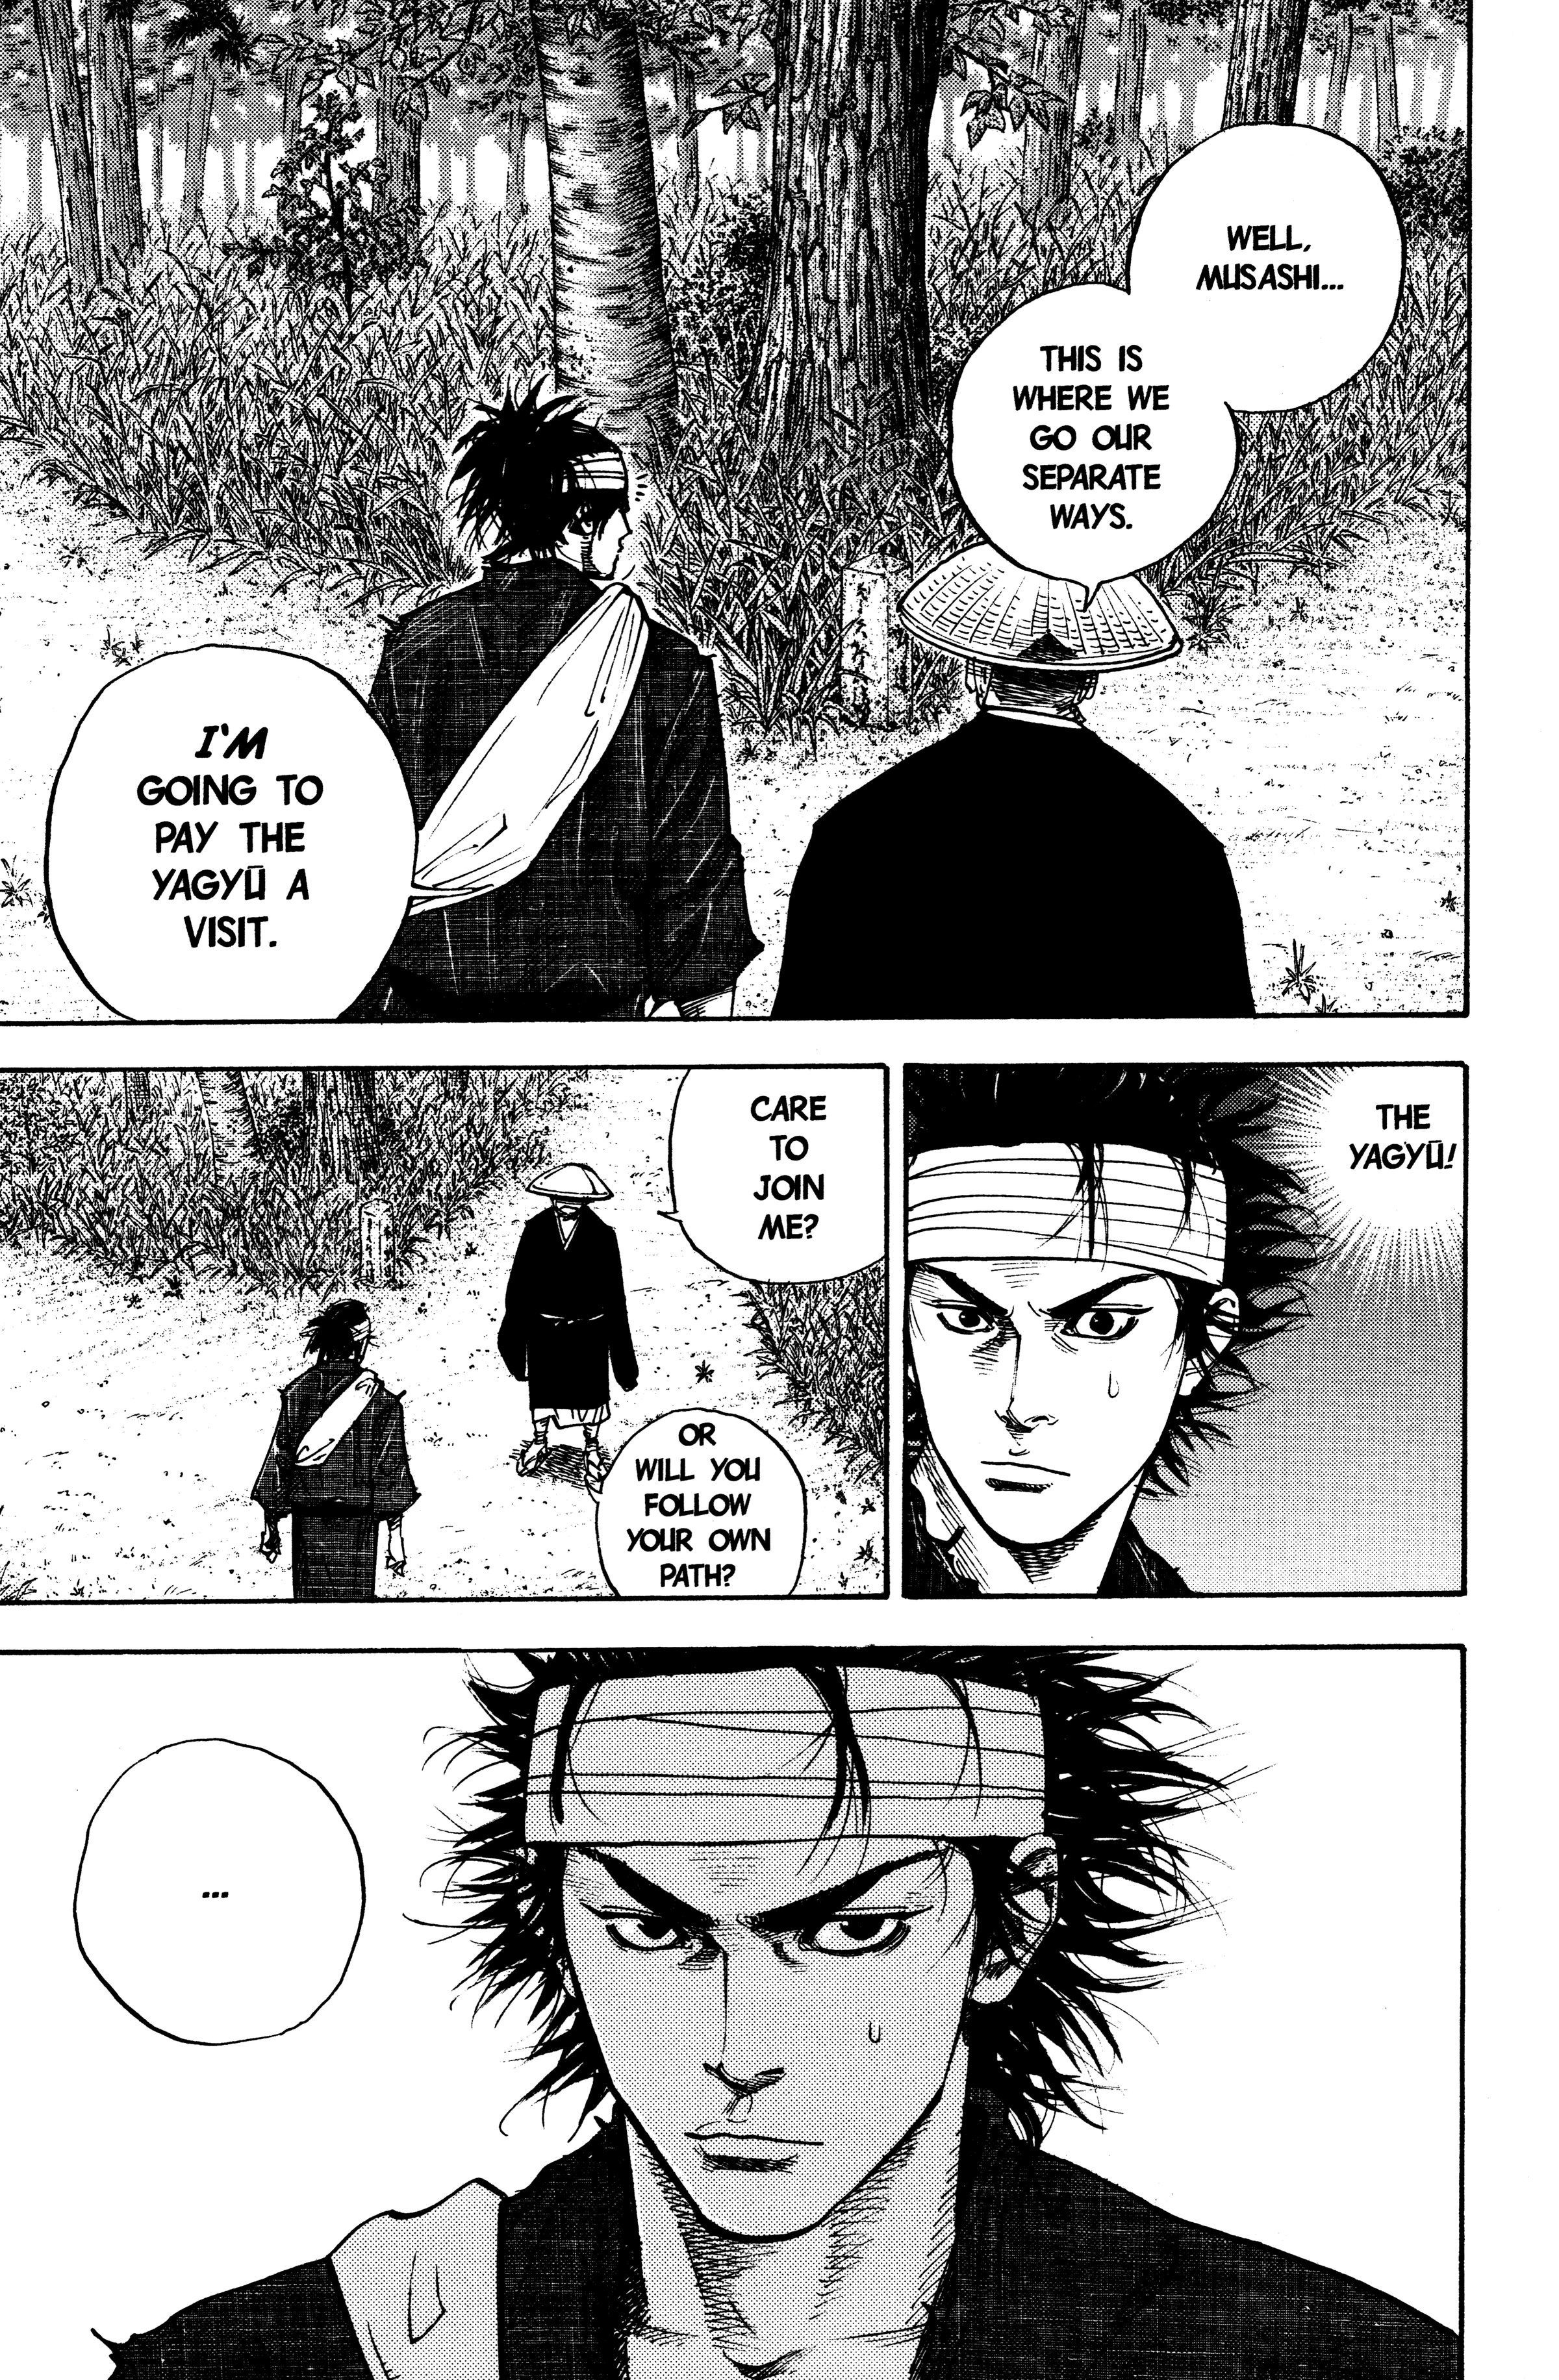 WELL,
MUSASHI...
THIS IS
WHERE WE
GO OUR
SEPARATE
WAYS.
I'M
GOING TO
PAY THE
YAGYŪ A
VISIT.
THE
YAGYŪ!
CARE
TO
JOIN
ME?
OR
WILL YOU
FOLLOW
YOUR OWN
PATH?
...